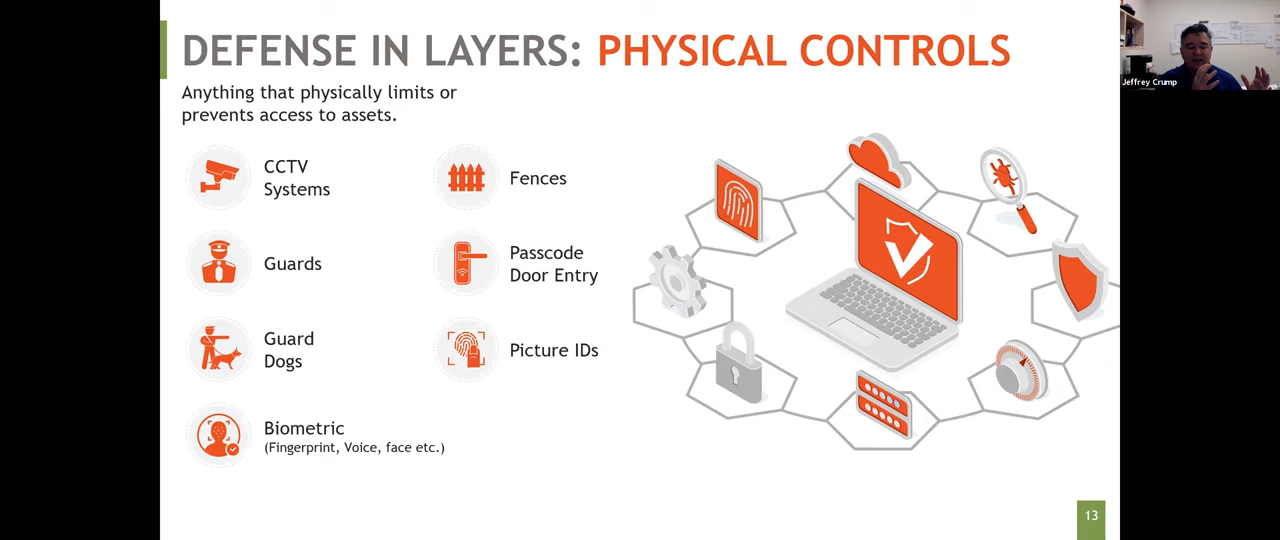 DEFENSE IN LAYERS: PHYSICAL CONTROLS
Anything that physically limits or
prevents access to assets.
CCTV
Systems
Fences
Guards
Passcode
Door Entry
Guard
Dogs
Picture IDs
Biometric
(Fingerprint, Voice, face etc.)
13
Jeffrey Crump